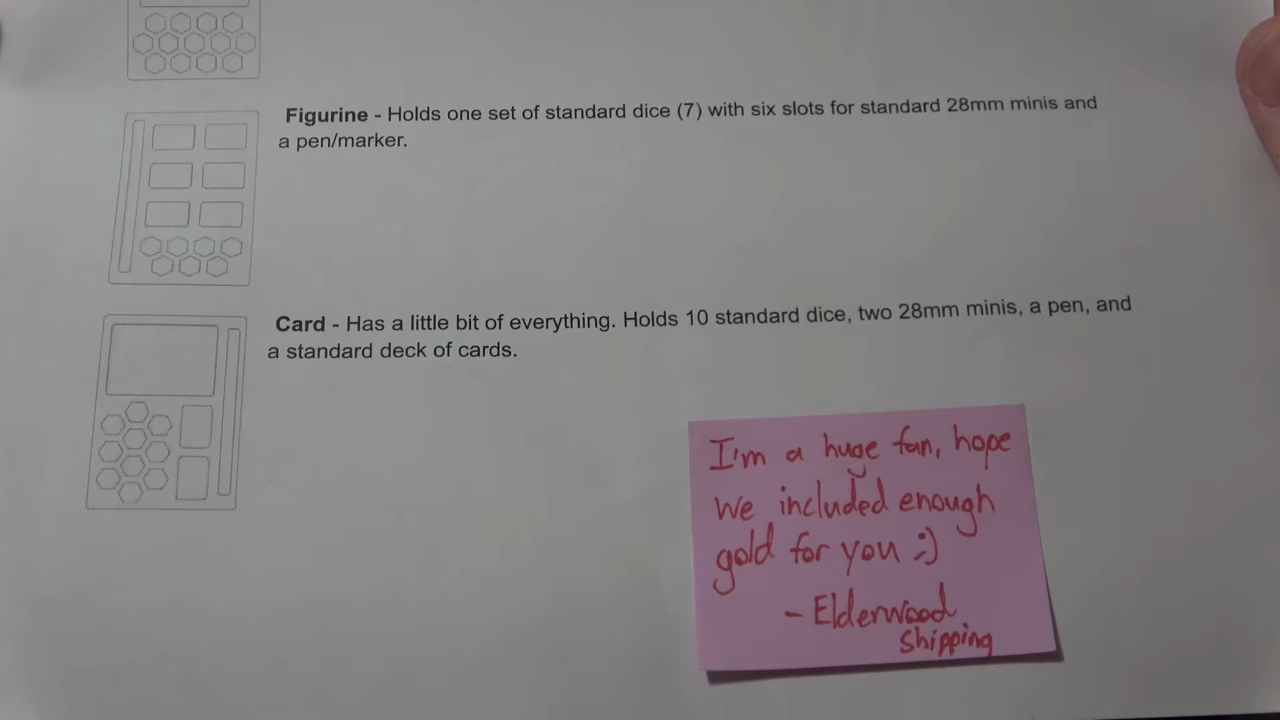 Figurine - Holds one set of standard dice (7) with six slots for standard 28mm minis and
a pen/marker.
Card - Has a little bit of everything. Holds 10 standard dice, two 28mm minis, a pen, and
a standard deck of cards.
I'm a huge fan, hope
we included enough
gold for you :)
- Elderwood
Shipping